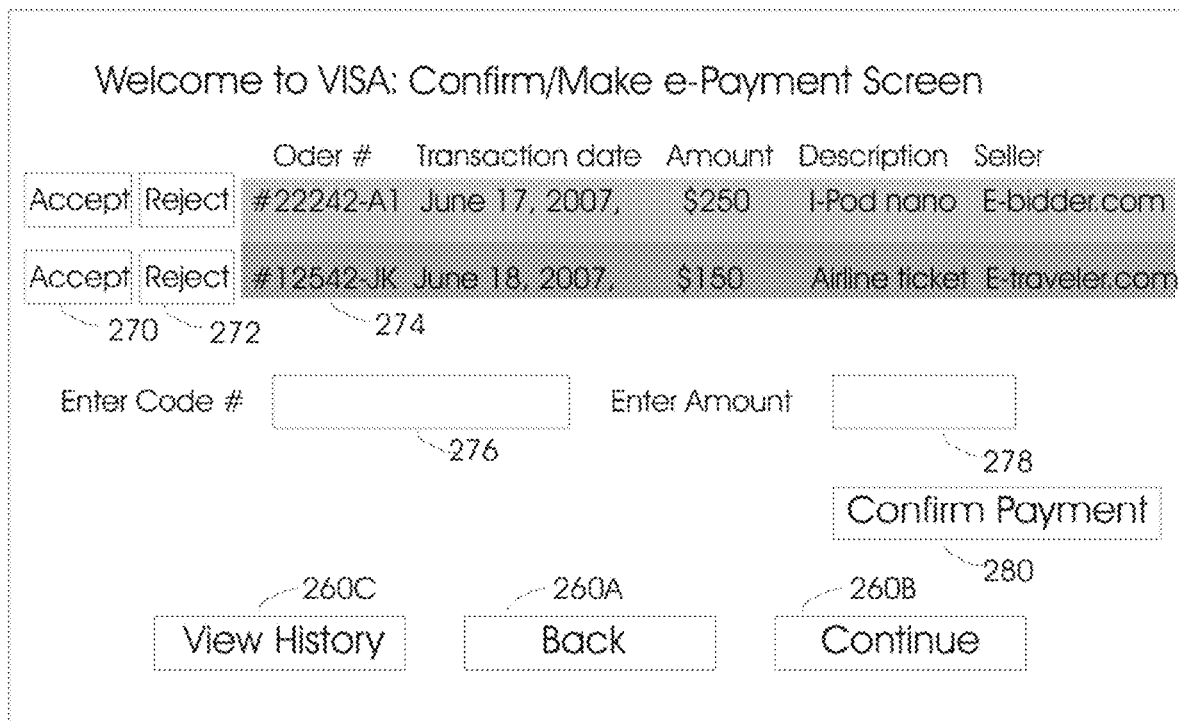 Welcome to VISA: Confirm/Make e-Payment Screen
Oder # Transaction date Amount Description Seller
Accept Reject #22242-A1 June 17, 2007, $250 I-Pod nano E-bidder.com
Accept Reject #12542-JK June 18, 2007, $150 Airline ticket E-traveler.com
270 272 274
Enter Code # Enter Amount
276 278
Confirm Payment
280
260C 260A 260B
View History Back Continue